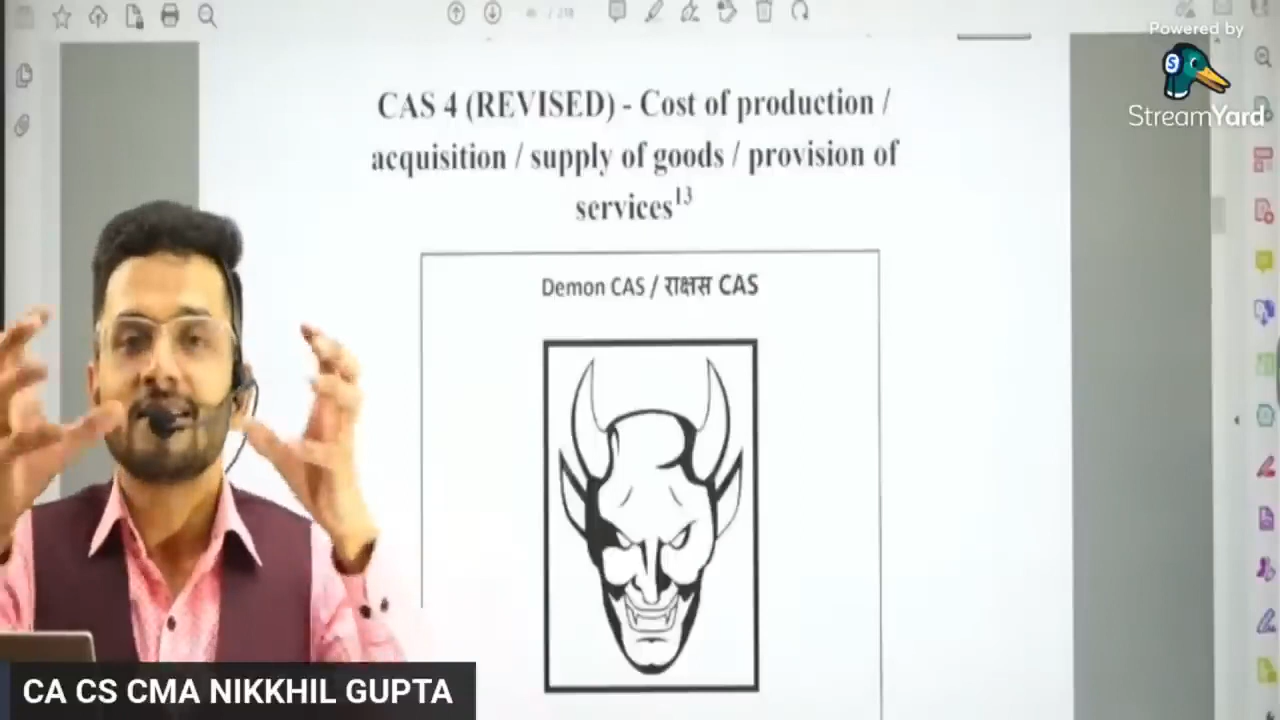 Powered by
S
StreamYard
CAS 4 (REVISED) - Cost of production /
acquisition / supply of goods / provision of
services13
Demon CAS / राक्षस CAS
CA CS CMA NIKKHIL GUPTA